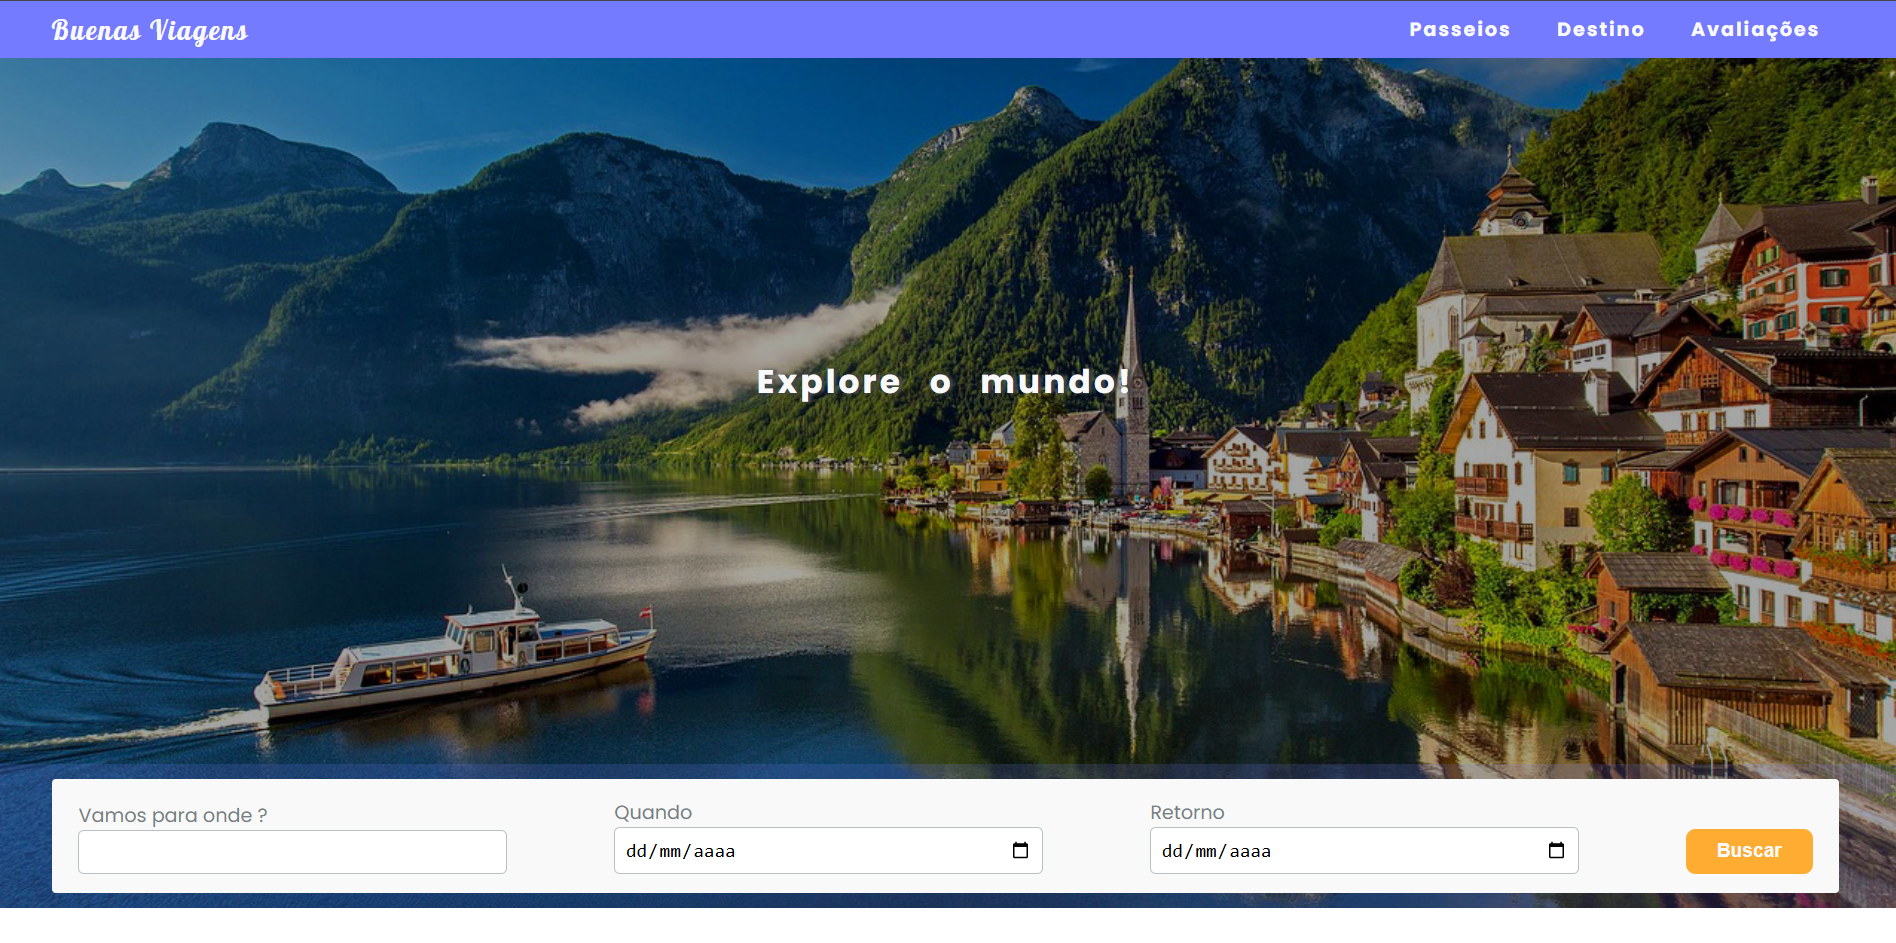 Buenas Viagens
Passeios Destino Avaliações
Explore o mundo!
Vamos para onde ?
Quando
Retorno
dd/mm/aaaa
dd/mm/aaaa
Buscar